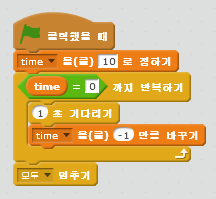 클릭했을 때
time 을(를) 10 로 정하기
time = 0 까지 반복하기
1 초 기다리기
time 을(를) -1 만큼 바꾸기
모두 멈추기